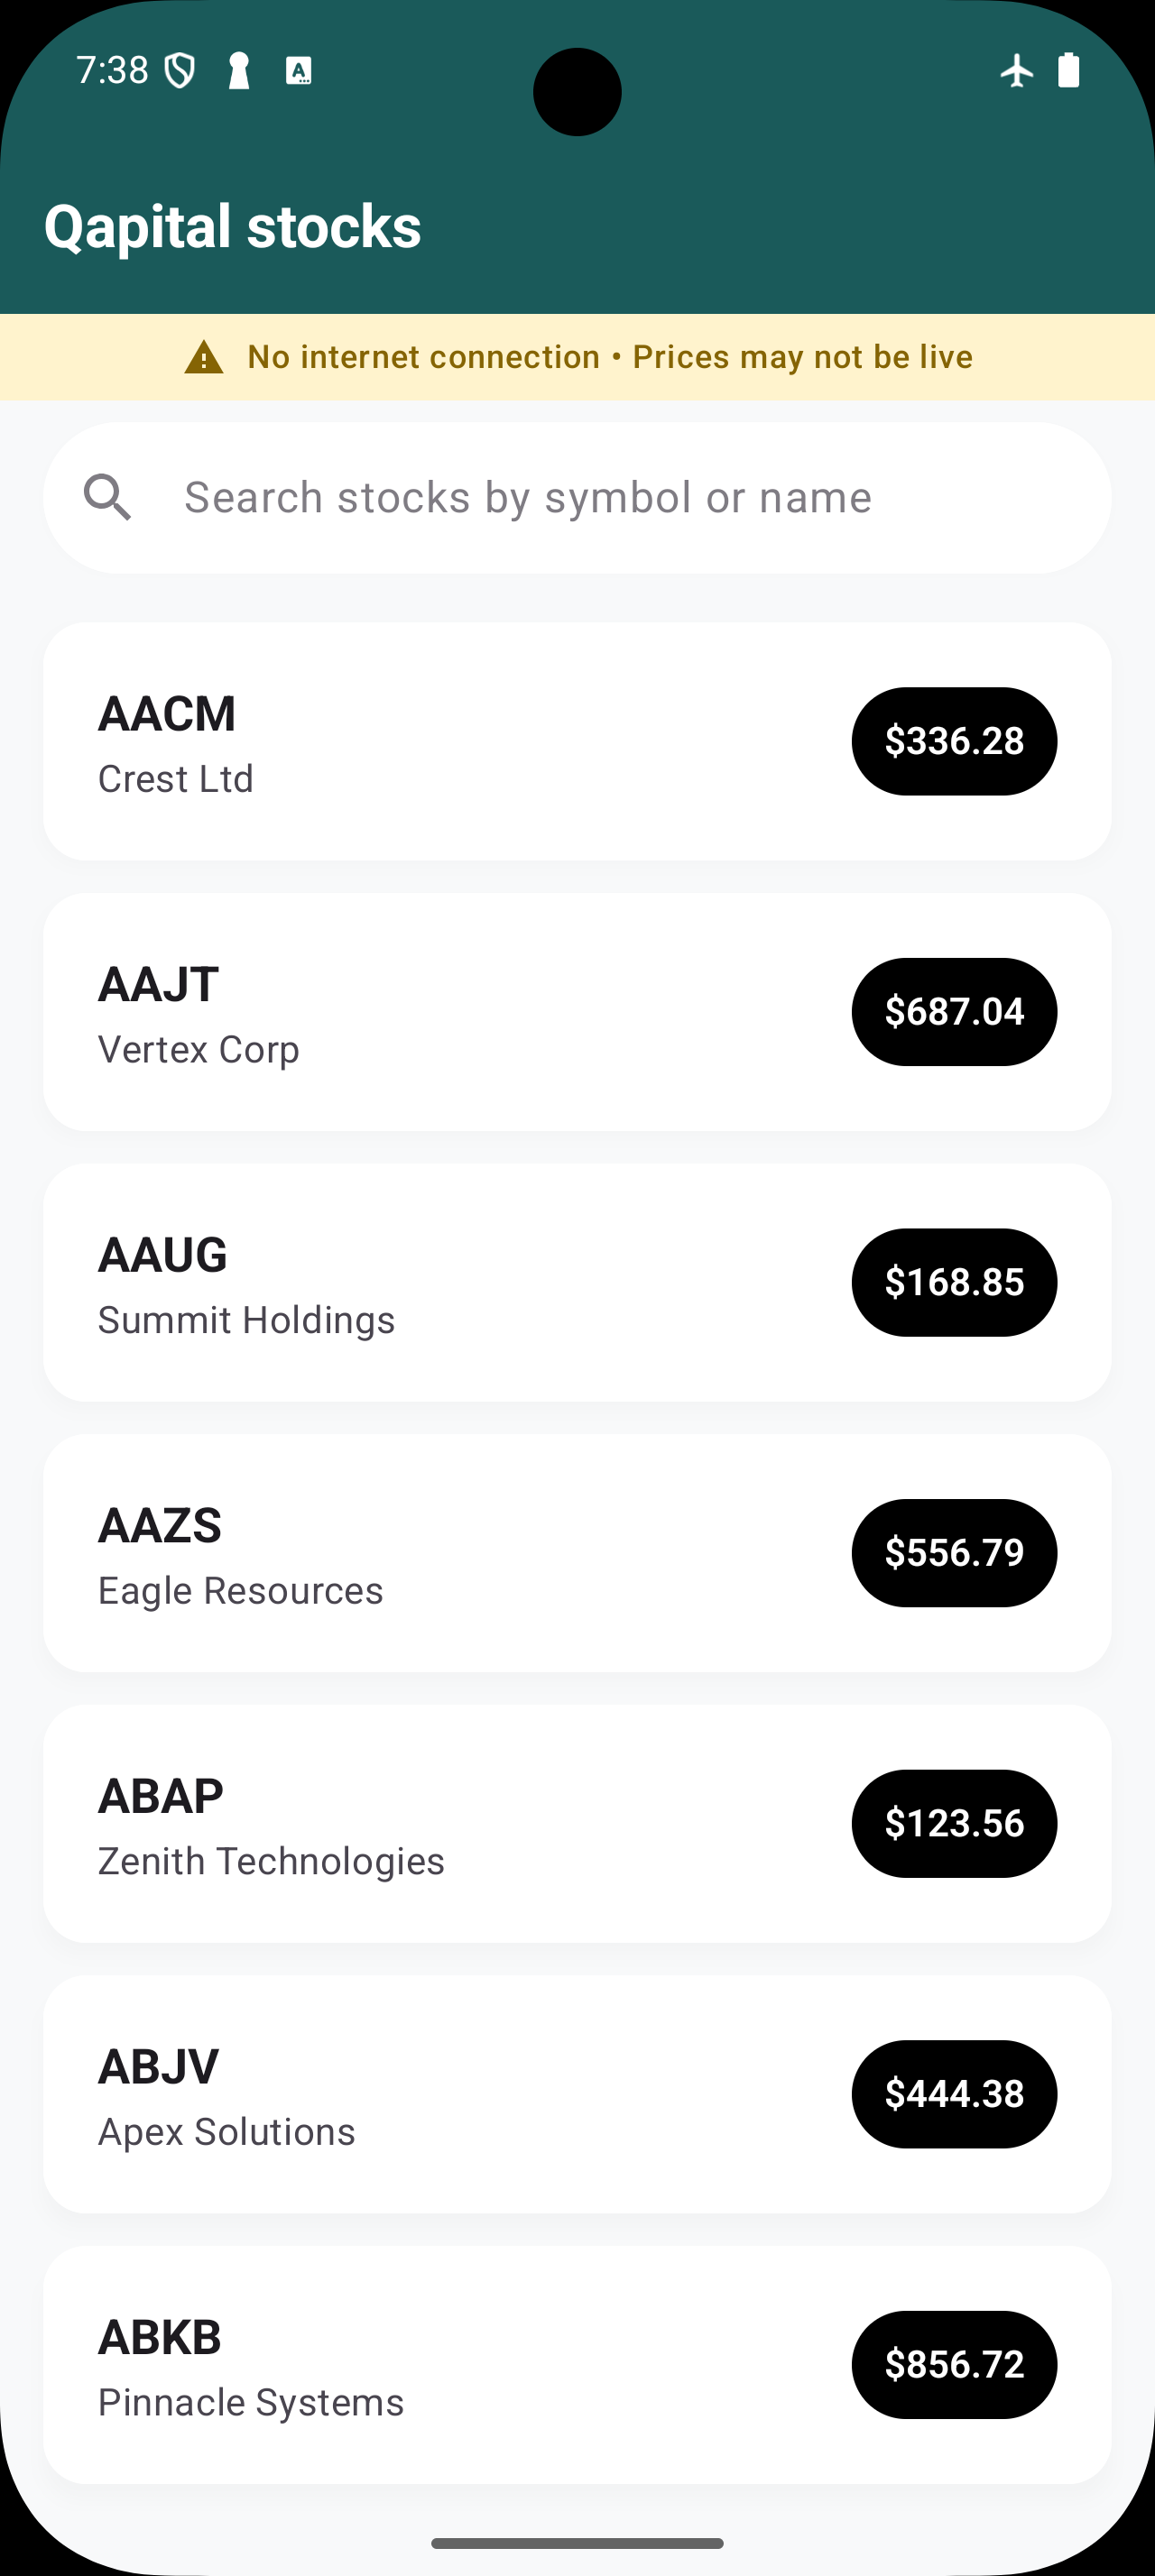 7:38
Qapital stocks
No internet connection • Prices may not be live
Search stocks by symbol or name
AACM
Crest Ltd
$336.28
AAJT
Vertex Corp
$687.04
AAUG
Summit Holdings
$168.85
AAZS
Eagle Resources
$556.79
ABAP
Zenith Technologies
$123.56
ABJV
Apex Solutions
$444.38
ABKB
Pinnacle Systems
$856.72